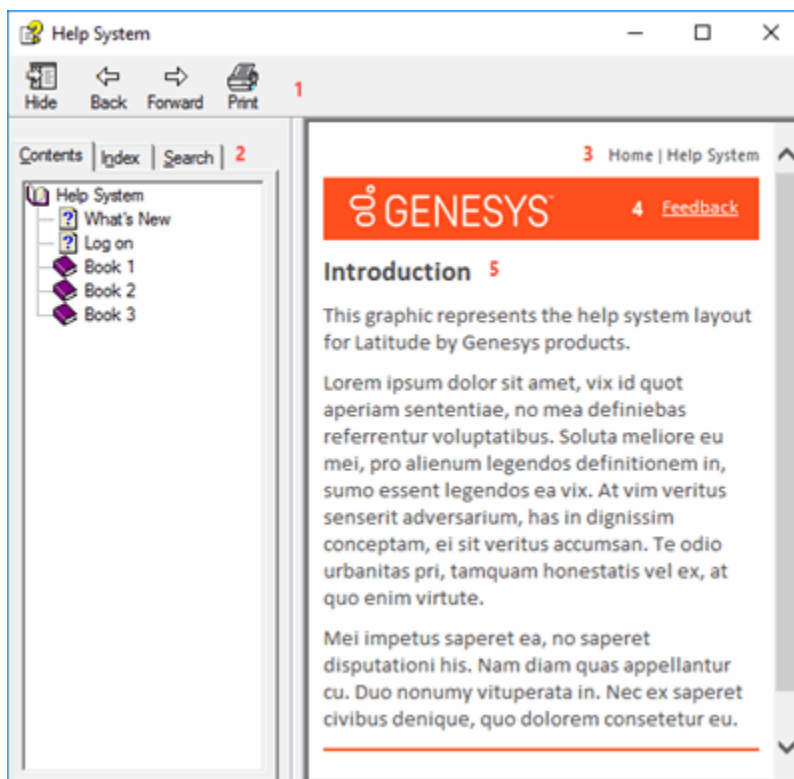 Help System
Hide Back Forward Print 1
Contents Index Search 2
Help System
What's New
Log on
Book 1
Book 2
Book 3
3 Home | Help System
GENESYS™ 4 Feedback
Introduction 5
This graphic represents the help system layout
for Latitude by Genesys products.
Lorem ipsum dolor sit amet, vix id quot
aperiam sententiae, no mea definiebas
referrentur voluptatibus. Soluta meliore eu
mei, pro alienum legendos definitionem in,
sumo essent legendos ea vix. At vim veritus
senserit adversarium, has in dignissim
conceptam, ei sit veritus accumsan. Te odio
urbanitas pri, tamquam honestatis vel ex, at
quo enim virtute.
Mei impetus saperet ea, no saperet
disputationi his. Nam diam quas appellantur
cu. Duo nonumy vituperata in. Nec ex saperet
civibus denique, quo dolorem consetetur eu.